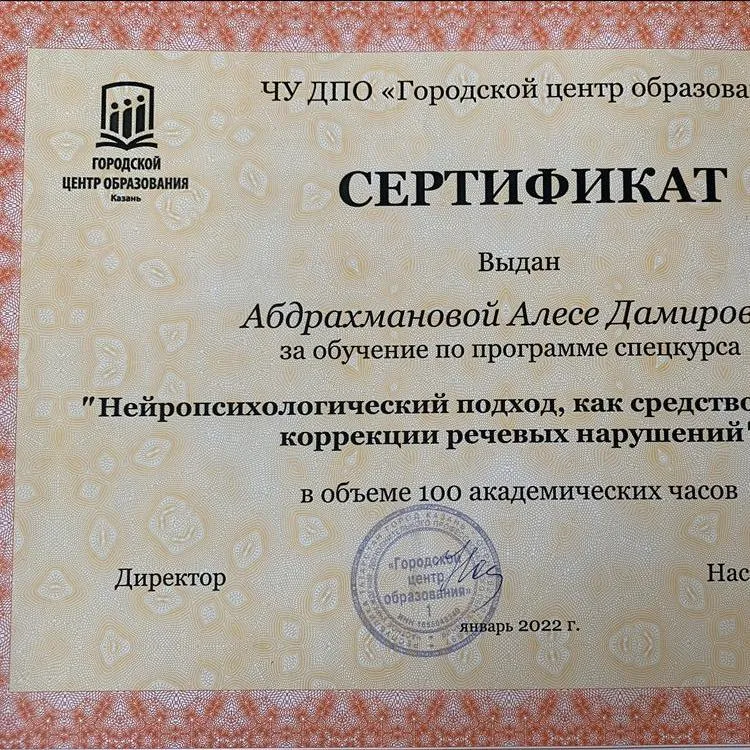 ЧУ ДПО «Городской центр образова
ГОРОДСКОЙ
ЦЕНТР ОБРАЗОВАНИЯ
Казань
СЕРТИФИКАТ
Выдан
Абдрахмановой Алесе Дамиров
за обучение по программе спецкурса
"Нейропсихологический подход, как средство
коррекции речевых нарушений"
в объеме 100 академических часов
Директор
Нас
«Городской
центр
образования»
1
январь 2022 г.